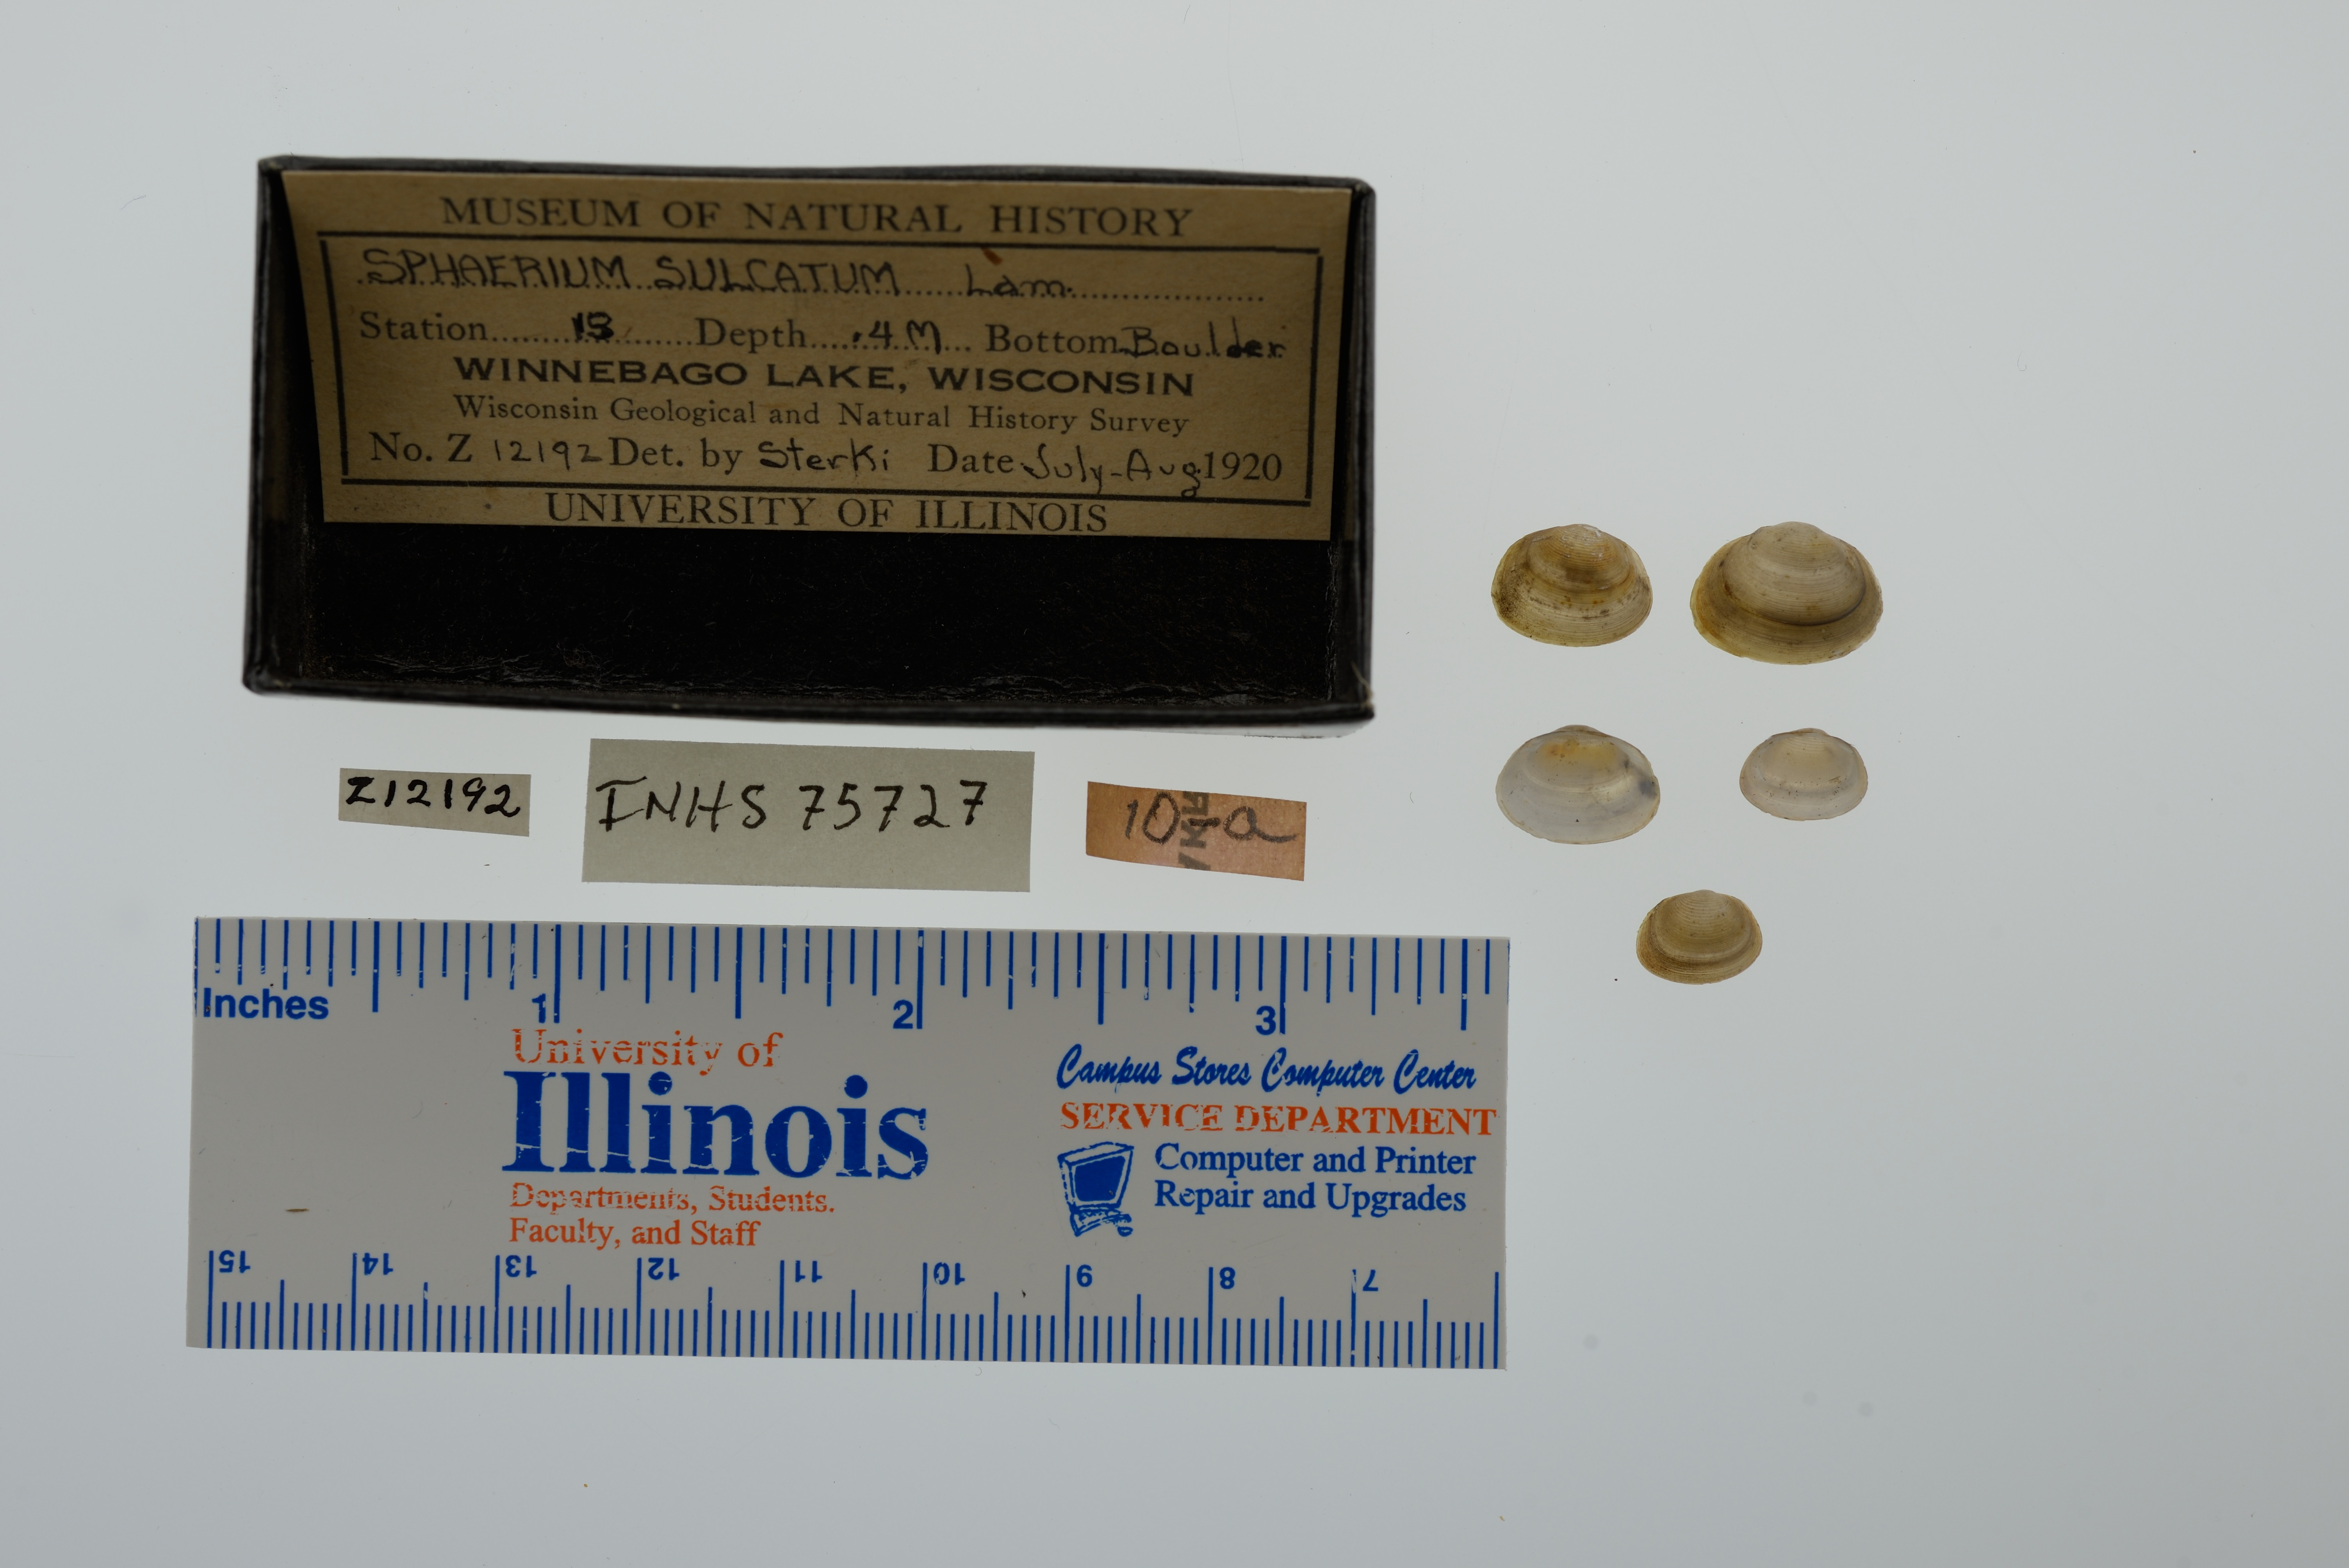 MUSEUM OF NATURAL HISTORY
SPHAERIUM SULCATUM Lam.
Station 13 Depth .4 M Bottom Boulder
WINNEBAGO LAKE, WISCONSIN
Wisconsin Geological and Natural History Survey
No. Z 12192 Det. by Sterki Date July-Aug 1920
UNIVERSITY OF ILLINOIS
Z12192
INHS 75727
10-a
Inches 1 2 3
University of
Illinois
Departments, Students.
Faculty, and Staff
Campus Stores Computer Center
SERVICE DEPARTMENT
Computer and Printer
Repair and Upgrades
15 14 13 12 11 10 9 8 7